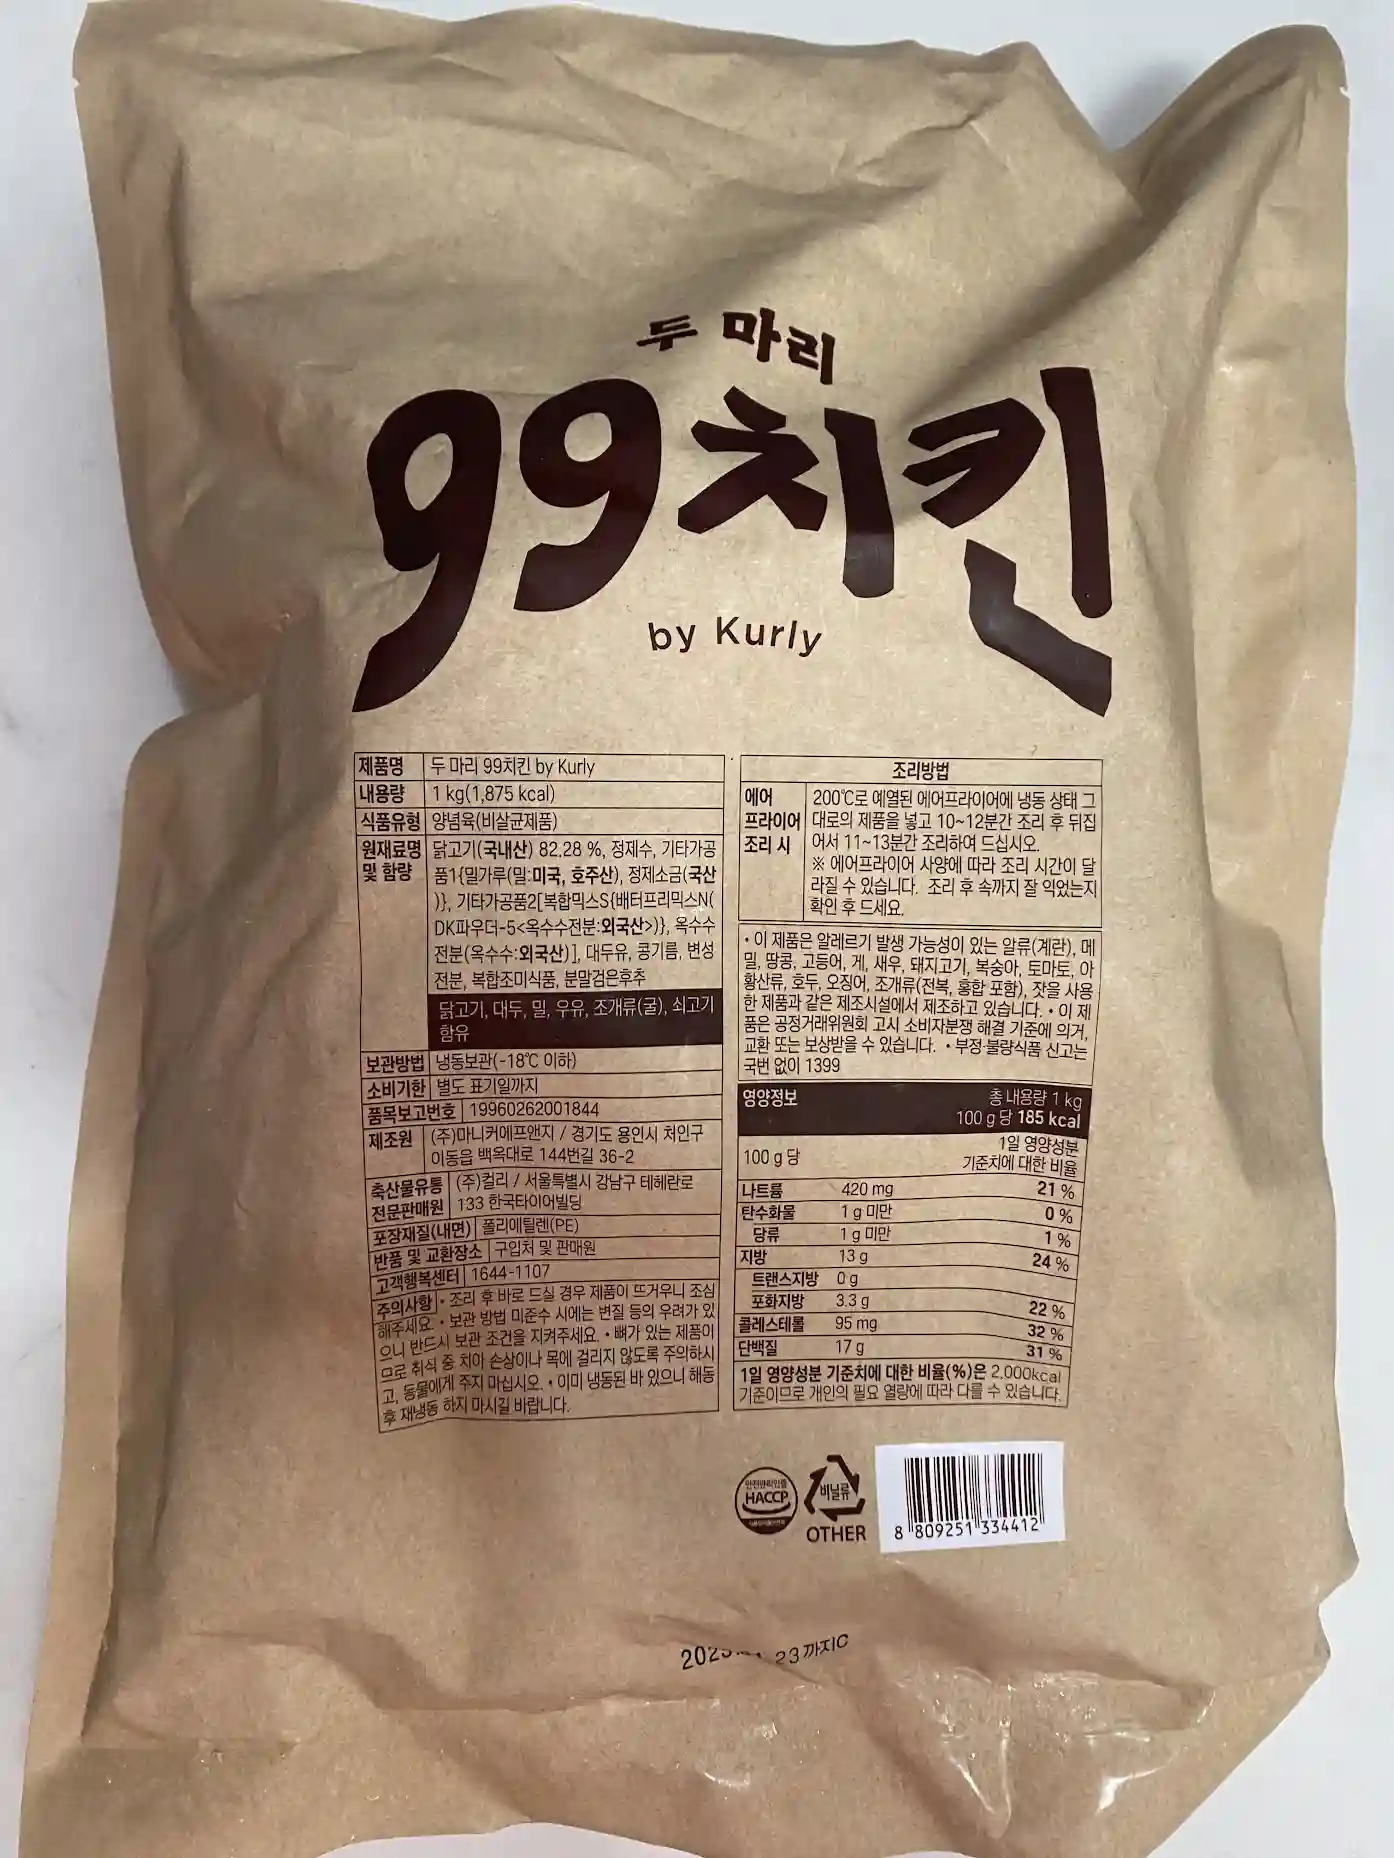 두 마리
99치킨
by Kurly
제품명 두 마리 99치킨 by Kurly
내용량 1 kg(1,875 kcal)
식품유형 양념육(비살균제품)
원재료명 및 함량 닭고기(국내산) 82.28 %, 정제수, 기타가공
품1{밀가루(밀:미국, 호주산), 정제소금(국산
)}, 기타가공품2[복합믹스S{배터프리믹스N(
DK파우더-5<옥수수전분:외국산>)}, 옥수수
전분(옥수수:외국산)], 대두유, 콩기름, 변성
전분, 복합조미식품, 분말검은후추
닭고기, 대두, 밀, 우유, 조개류(굴), 쇠고기
함유
보관방법 냉동보관(-18℃ 이하)
소비기한 별도 표기일까지
품목보고번호 19960262001844
제조원 (주)마니커에프앤지 / 경기도 용인시 처인구
이동읍 백옥대로 144번길 36-2
축산물유통 전문판매원 (주)컬리 / 서울특별시 강남구 테헤란로
133 한국타이어빌딩
포장재질(내면) 폴리에틸렌(PE)
반품 및 교환장소 구입처 및 판매원
고객행복센터 1644-1107
주의사항 • 조리 후 바로 드실 경우 제품이 뜨거우니 조심
해주세요. • 보관 방법 미준수 시에는 변질 등의 우려가 있
으니 반드시 보관 조건을 지켜주세요. • 뼈가 있는 제품이
므로 취식 중 치아 손상이나 목에 걸리지 않도록 주의하시
고, 동물에게 주지 마십시오. • 이미 냉동된 바 있으니 해동
후 재냉동 하지 마시길 바랍니다.
조리방법
에어 프라이어 조리 시 200℃로 예열된 에어프라이어에 냉동 상태 그
대로의 제품을 넣고 10~12분간 조리 후 뒤집
어서 11~13분간 조리하여 드십시오.
※ 에어프라이어 사양에 따라 조리 시간이 달
라질 수 있습니다. 조리 후 속까지 잘 익었는지
확인 후 드세요.
• 이 제품은 알레르기 발생 가능성이 있는 알류(계란), 메
밀, 땅콩, 고등어, 게, 새우, 돼지고기, 복숭아, 토마토, 아
황산류, 호두, 오징어, 조개류(전복, 홍합 포함), 잣을 사용
한 제품과 같은 제조시설에서 제조하고 있습니다. • 이 제
품은 공정거래위원회 고시 소비자분쟁 해결 기준에 의거,
교환 또는 보상받을 수 있습니다. • 부정·불량식품 신고는
국번 없이 1399
영양정보 총 내용량 1 kg
100 g 당 185 kcal
100 g 당 1일 영양성분
기준치에 대한 비율
나트륨 420 mg 21 %
탄수화물 1 g 미만 0 %
당류 1 g 미만 1 %
지방 13 g 24 %
트랜스지방 0 g
포화지방 3.3 g 22 %
콜레스테롤 95 mg 32 %
단백질 17 g 31 %
1일 영양성분 기준치에 대한 비율(%)은 2,000kcal
기준이므로 개인의 필요 열량에 따라 다를 수 있습니다.
HACCP
비닐류
OTHER
8 809251 334412
23까지C